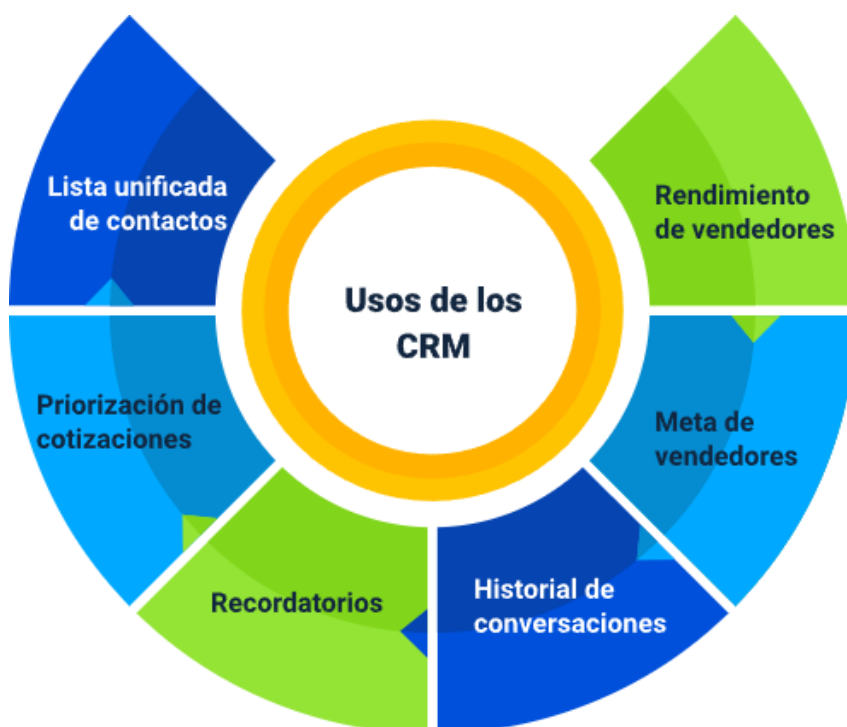 Usos de los
CRM
Lista unificada
de contactos
Priorización de
cotizaciones
Recordatorios
Historial de
conversaciones
Meta de
vendedores
Rendimiento
de vendedores